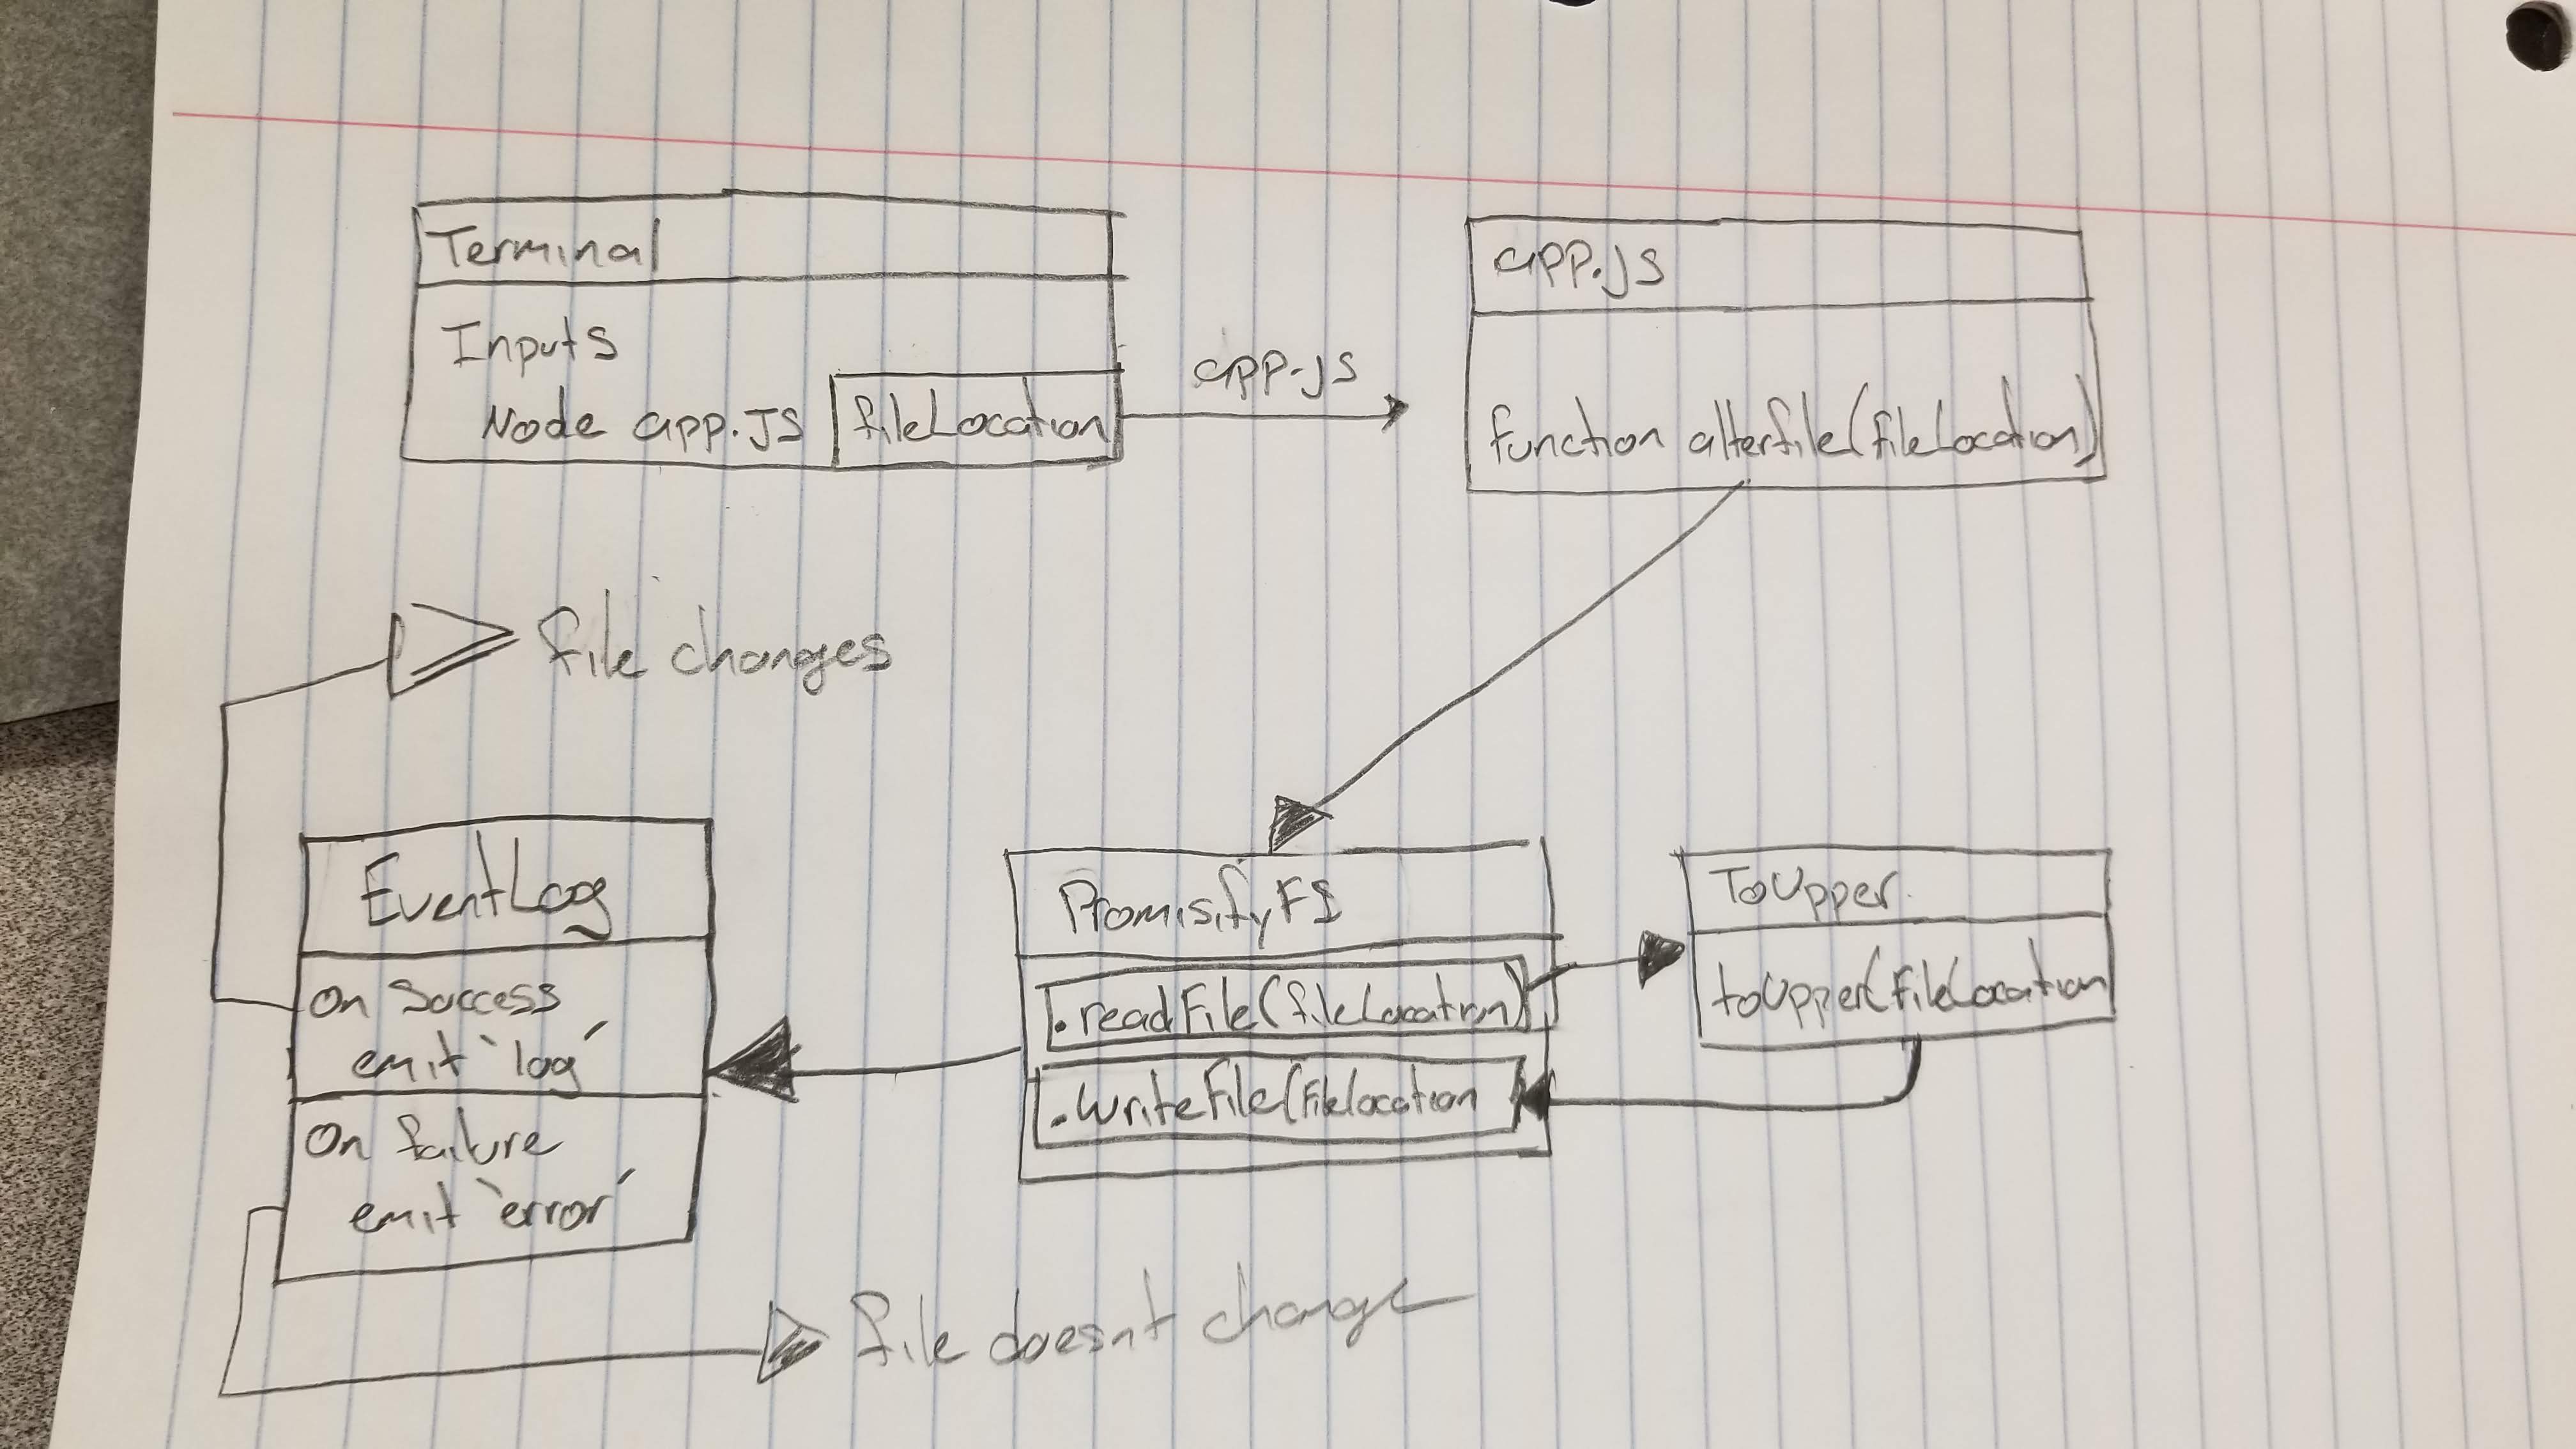 Terminal
Inputs
Node app.JS fileLocation
app.js
app.js
function alterfile(fileLocation)
file changes
EventLog
On Success
emit `log´
On failure
emit `error´
PromisifyFS
.readFile(fileLocation)
.writeFile(filelocation
ToUpper
toUpper(fileLocation
file doesnt change